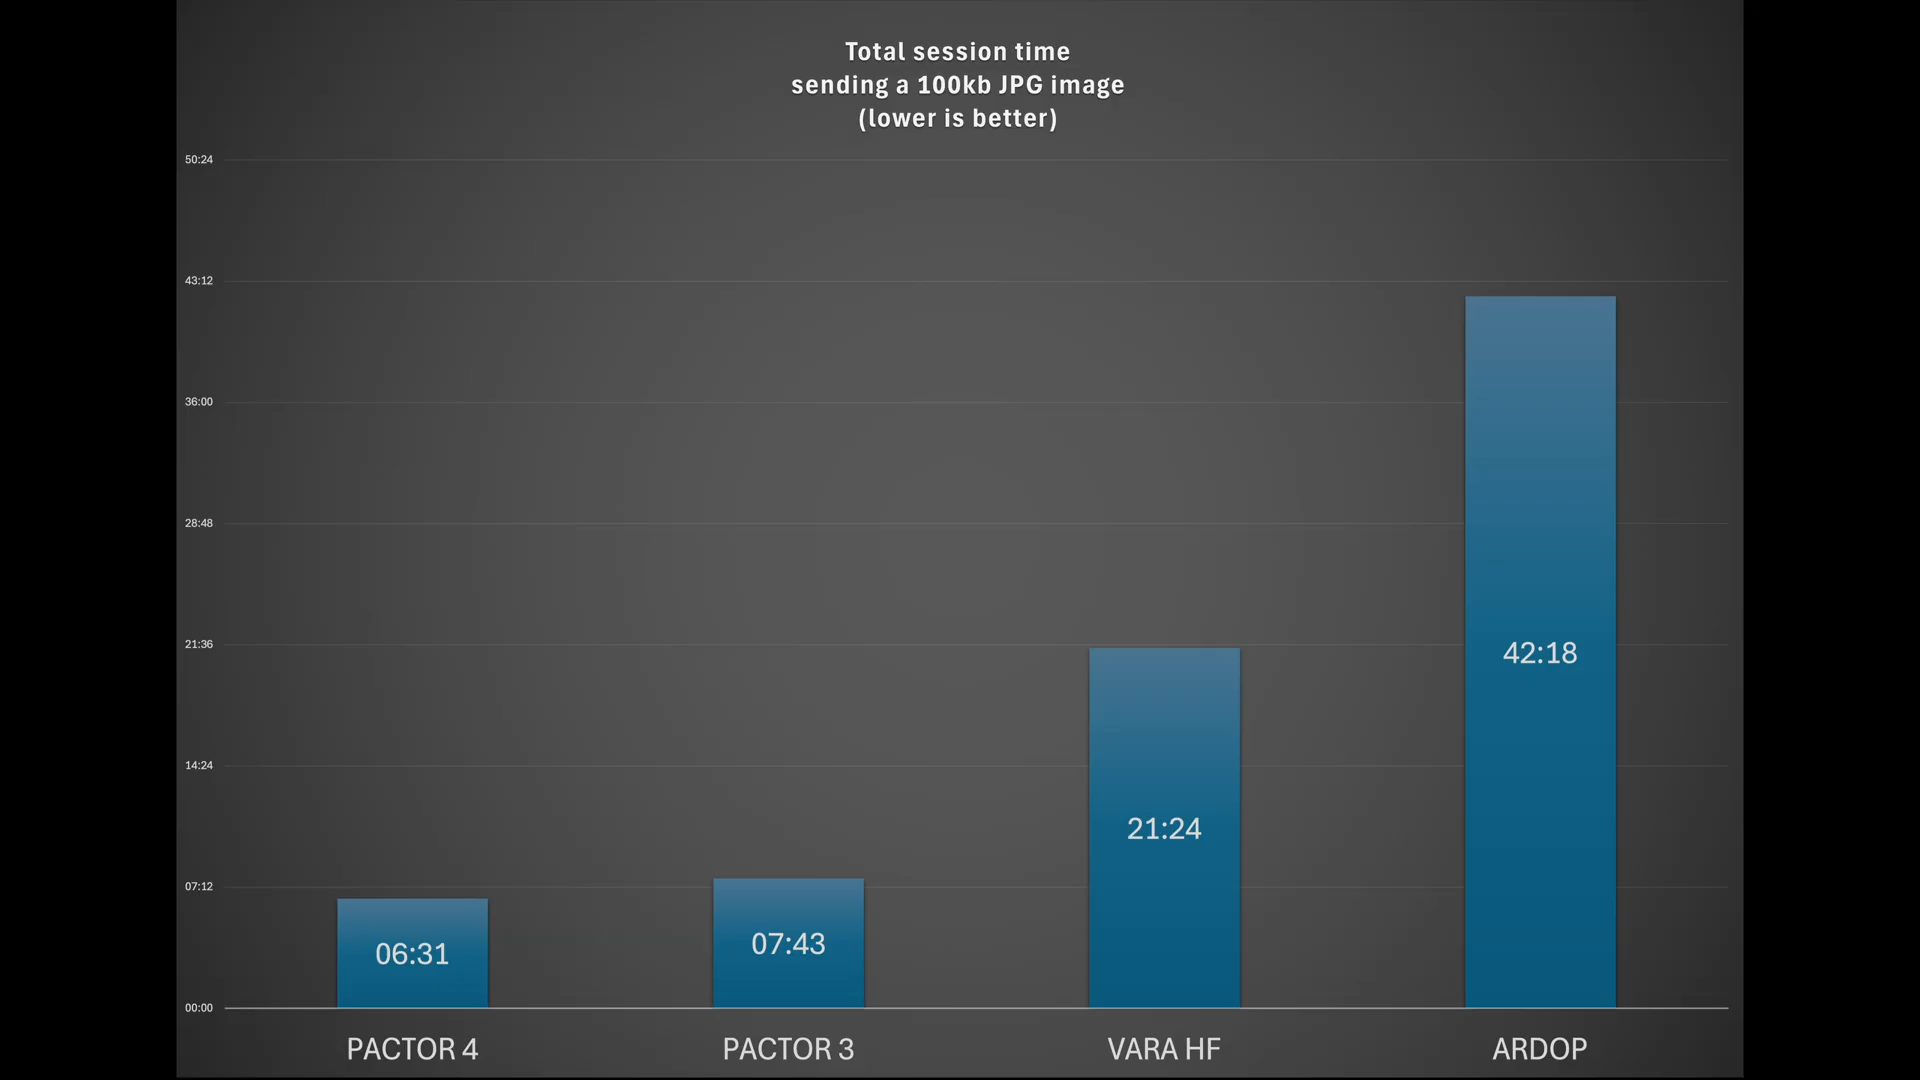 Total session time
sending a 100kb JPG image
(lower is better)
50:24
43:12
36:00
28:48
21:36
14:24
07:12
00:00
06:31
07:43
21:24
42:18
PACTOR 4
PACTOR 3
VARA HF
ARDOP